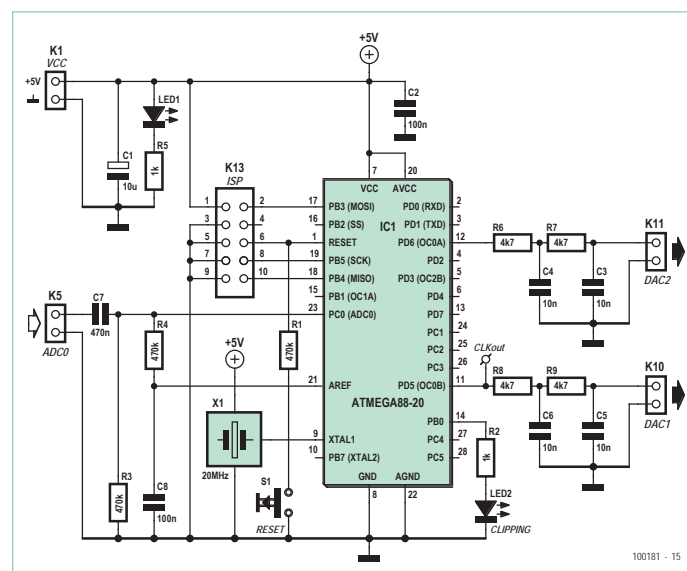 +5V
K1
VCC
+5V
LED1
R5
1k
C1
10u
C2
100n
K13
ISP
1
2
3
4
5
6
7
8
9
10
7
20
VCC
AVCC
IC1
17
PB3 (MOSI)
16
PB2 (SS)
1
RESET
19
PB5 (SCK)
18
PB4 (MISO)
15
PB1 (OC1A)
23
PC0 (ADC0)
21
AREF
9
XTAL1
10
PB7 (XTAL2)
PD0 (RXD)
2
PD1 (TXD)
3
PD6 (OC0A)
12
PD2
4
PD3 (OC2B)
5
PD4
6
PD7
13
PC1
24
PC2
25
PC3
26
PD5 (OC0B)
11
PB0
14
PC4
27
PC5
28
ATMEGA88-20
GND
AGND
8
22
K5
ADC0
C7
470n
R4
470k
R1
470k
+5V
X1
20MHz
R3
470k
C8
100n
S1
RESET
R6
4k7
R7
4k7
C4
10n
C3
10n
K11
DAC2
CLKout
R8
4k7
R9
4k7
C6
10n
C5
10n
K10
DAC1
R2
1k
LED2
CLIPPING
100181 - 15